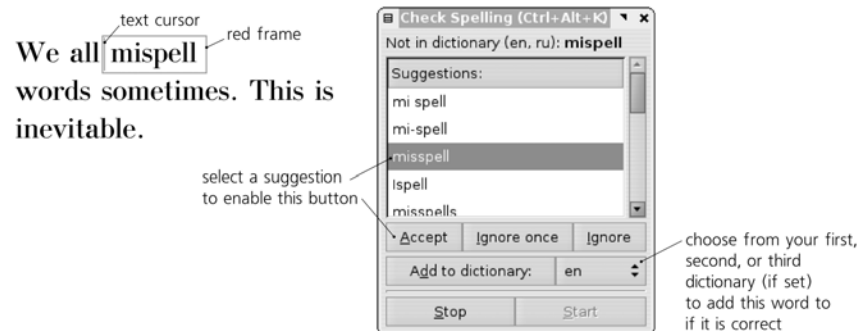 text cursor
red frame
We all mispell
words sometimes. This is
inevitable.
select a suggestion
to enable this button
Check Spelling (Ctrl+Alt+K)
Not in dictionary (en, ru): mispell
Suggestions:
mi spell
mi-spell
misspell
Ispell
misspells
Accept Ignore once Ignore
Add to dictionary: en
Stop Start
choose from your first,
second, or third
dictionary (if set)
to add this word to
if it is correct